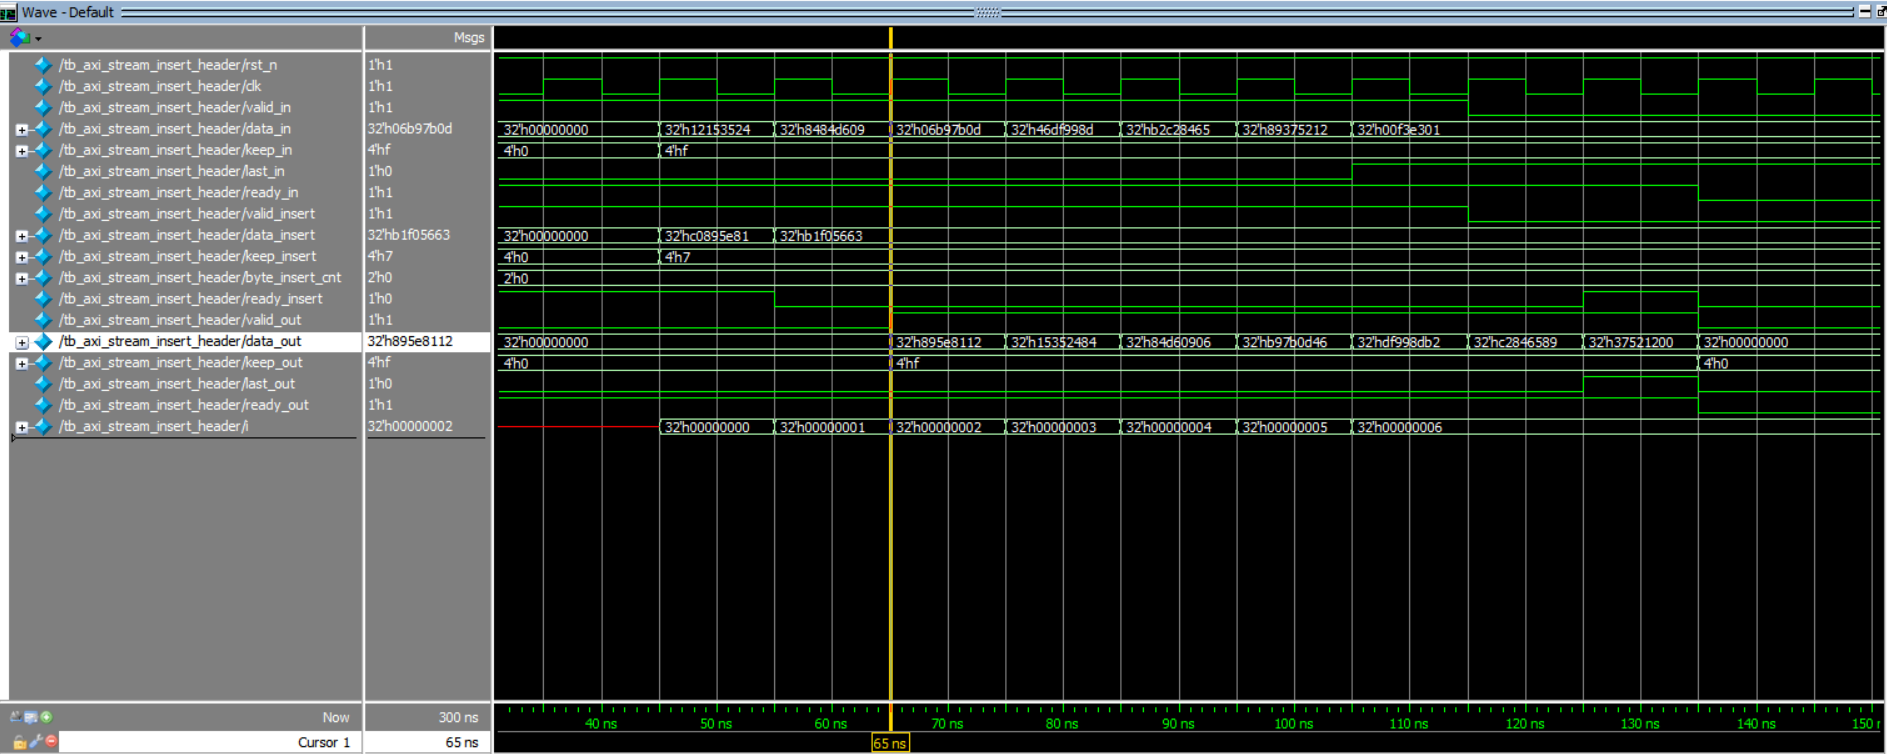 Wave - Default
Msgs
/tb_axi_stream_insert_header/rst_n 1'h1
/tb_axi_stream_insert_header/clk 1'h1
/tb_axi_stream_insert_header/valid_in 1'h1
/tb_axi_stream_insert_header/data_in 32'h06b97b0d 32'h00000000 32'h12153524 32'h8484d609 32'h06b97b0d 32'h46df998d 32'hb2c28465 32'h89375212 32'h00f3e301
/tb_axi_stream_insert_header/keep_in 4'hf 4'h0 4'hf
/tb_axi_stream_insert_header/last_in 1'h0
/tb_axi_stream_insert_header/ready_in 1'h1
/tb_axi_stream_insert_header/valid_insert 1'h1
/tb_axi_stream_insert_header/data_insert 32'hb1f05663 32'h00000000 32'hc0895e81 32'hb1f05663
/tb_axi_stream_insert_header/keep_insert 4'h7 4'h0 4'h7
/tb_axi_stream_insert_header/byte_insert_cnt 2'h0 2'h0
/tb_axi_stream_insert_header/ready_insert 1'h0
/tb_axi_stream_insert_header/valid_out 1'h1
/tb_axi_stream_insert_header/data_out 32'h895e8112 32'h00000000 32'h895e8112 32'h15352484 32'h84d60906 32'hb97b0d46 32'hdf998db2 32'hc2846589 32'h37521200 32'h00000000
/tb_axi_stream_insert_header/keep_out 4'hf 4'h0 4'hf 4'h0
/tb_axi_stream_insert_header/last_out 1'h0
/tb_axi_stream_insert_header/ready_out 1'h1
/tb_axi_stream_insert_header/i 32'h00000002 32'h00000000 32'h00000001 32'h00000002 32'h00000003 32'h00000004 32'h00000005 32'h00000006
Now 300 ns 40 ns 50 ns 60 ns 70 ns 80 ns 90 ns 100 ns 110 ns 120 ns 130 ns 140 ns 150
Cursor 1 65 ns 65 ns